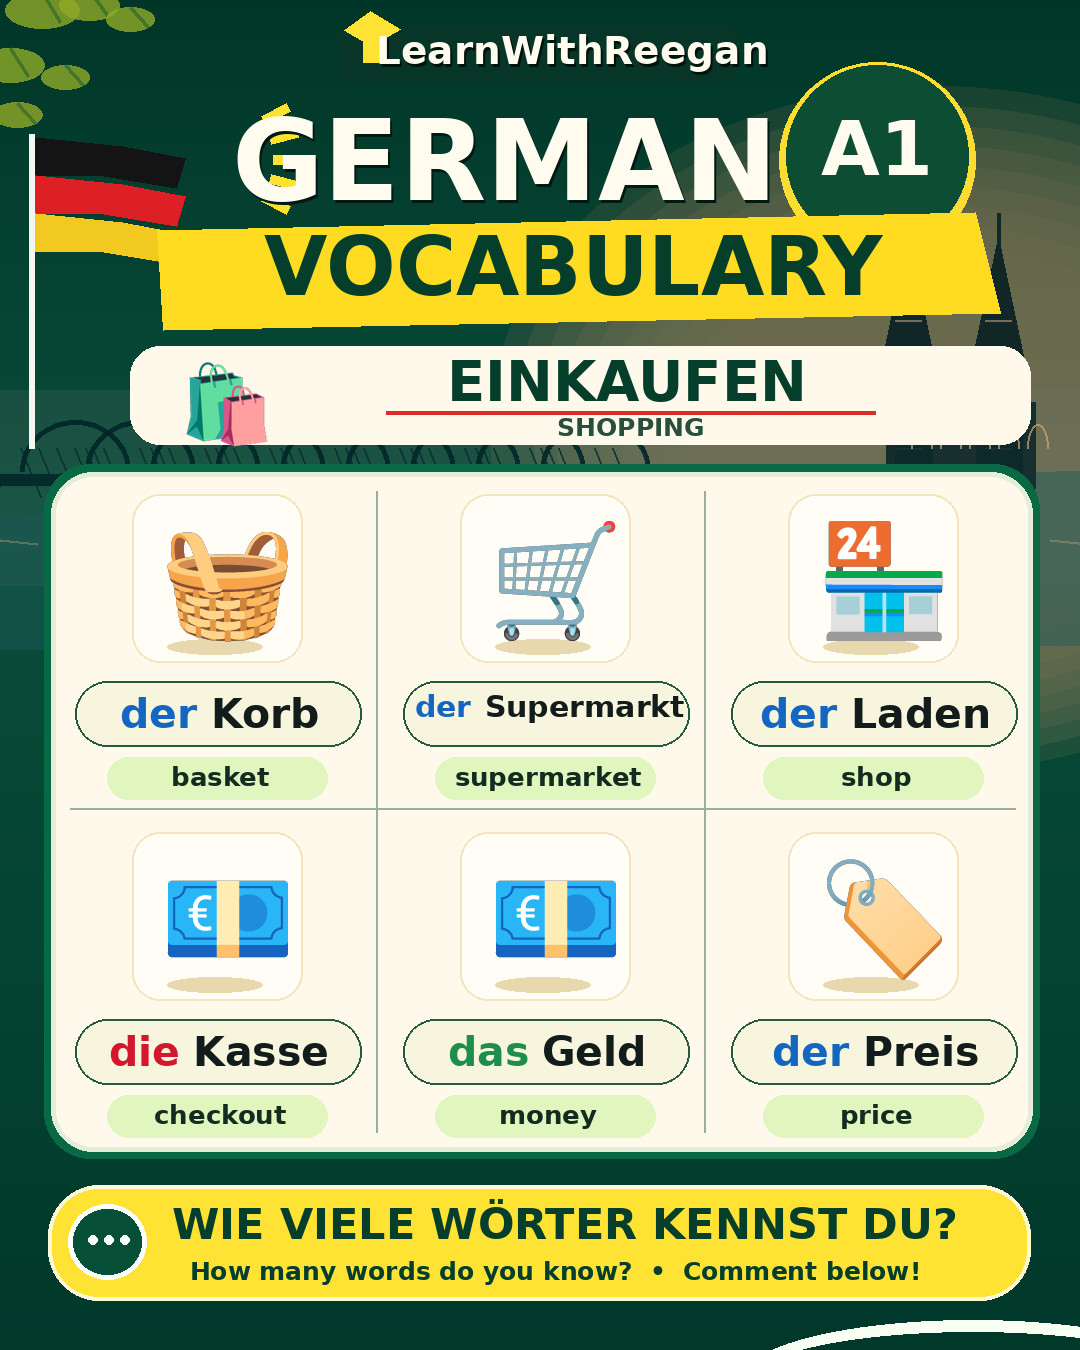 LearnWithReegan
GERMAN
A1
VOCABULARY
EINKAUFEN
SHOPPING
24
der Korb
der Supermarkt
der Laden
basket
supermarket
shop
€
€
die Kasse
das Geld
der Preis
checkout
money
price
WIE VIELE WÖRTER KENNST DU?
How many words do you know? • Comment below!